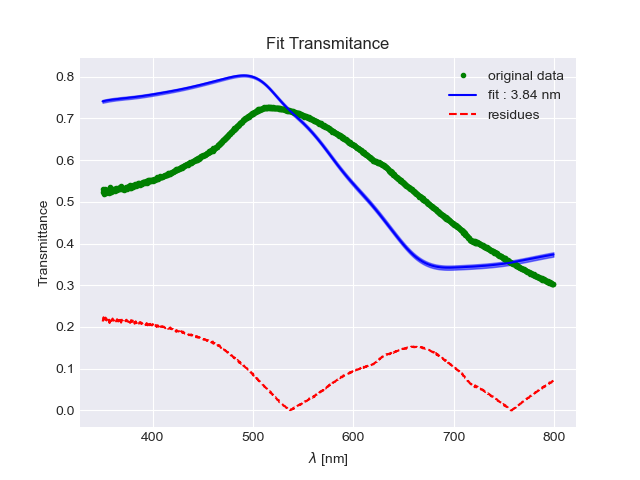 Fit Transmitance
original data
fit : 3.84 nm
residues
Transmittance
0.8
0.7
0.6
0.5
0.4
0.3
0.2
0.1
0.0
400 500 600 700 800
λ [nm]